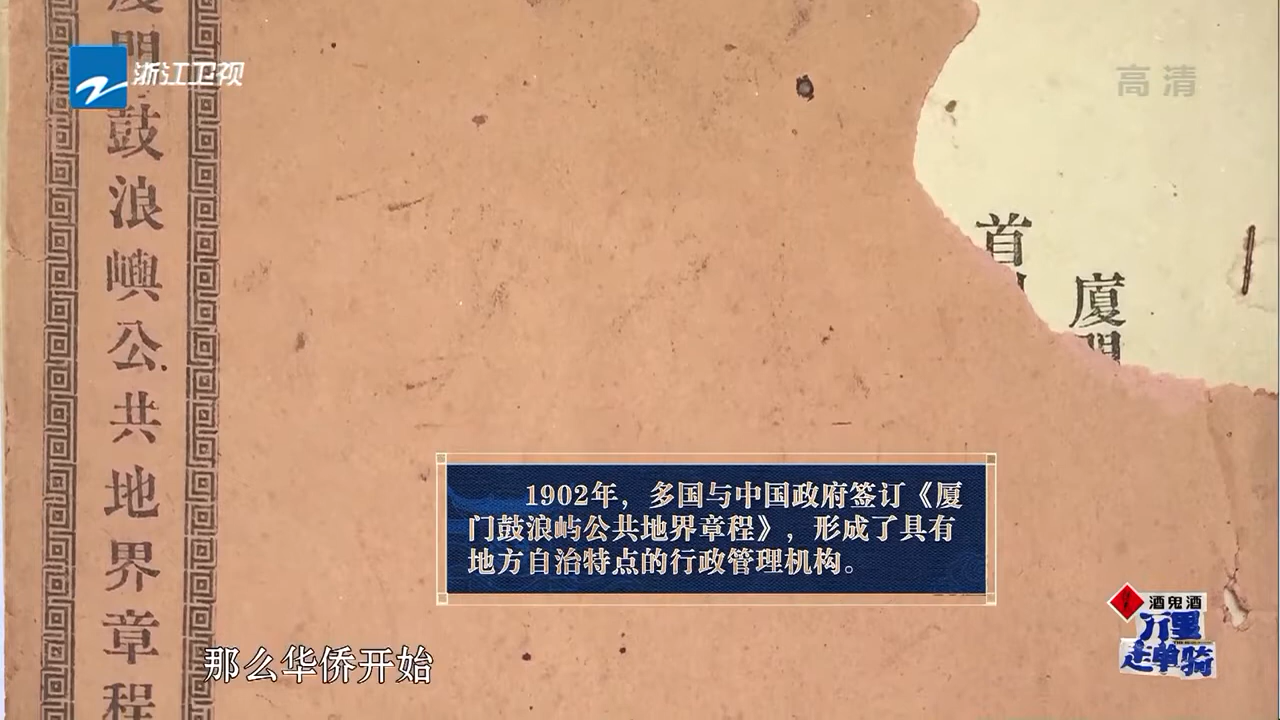 厦門鼓浪嶼公共地界章程
浙江卫视
高清
首
廈門
1902年，多国与中国政府签订《厦
门鼓浪屿公共地界章程》，形成了具有
地方自治特点的行政管理机构。
酒鬼酒
万里
走单骑
那么华侨开始